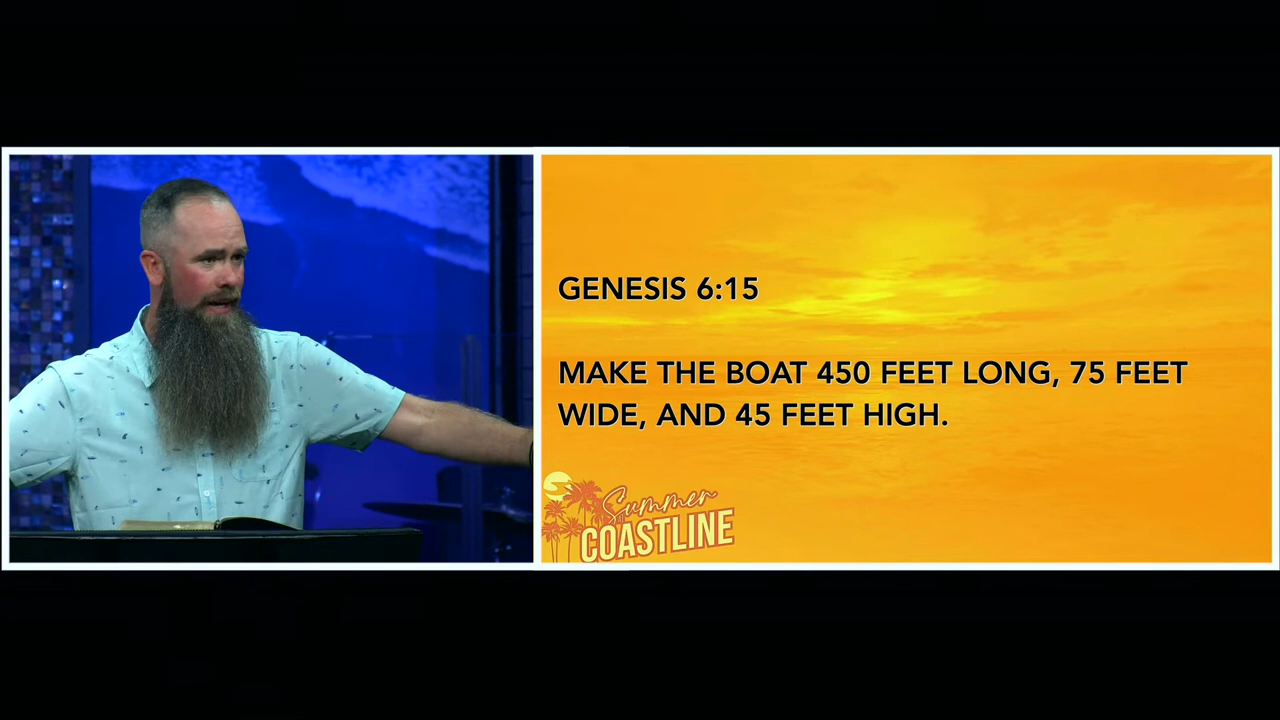 GENESIS 6:15
MAKE THE BOAT 450 FEET LONG, 75 FEET
WIDE, AND 45 FEET HIGH.
Summer
COASTLINE